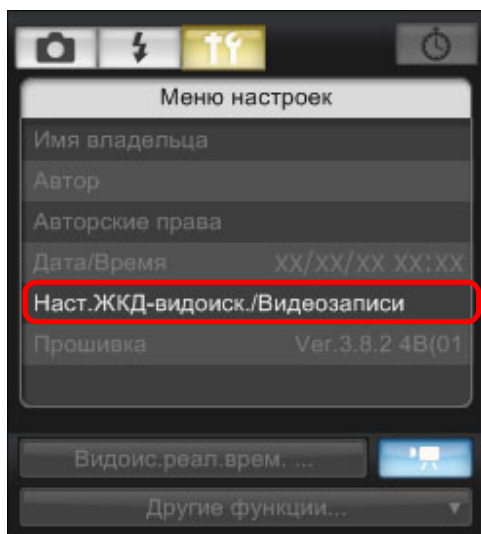 Меню настроек
Имя владельца
Автор
Авторские права
Дата/Время XX/XX/XX XX:XX
Наст.ЖКД-видоиск./Видеозаписи
Прошивка Ver.3.8.2 4B(01
Видоис.реал.врем. ...
Другие функции...